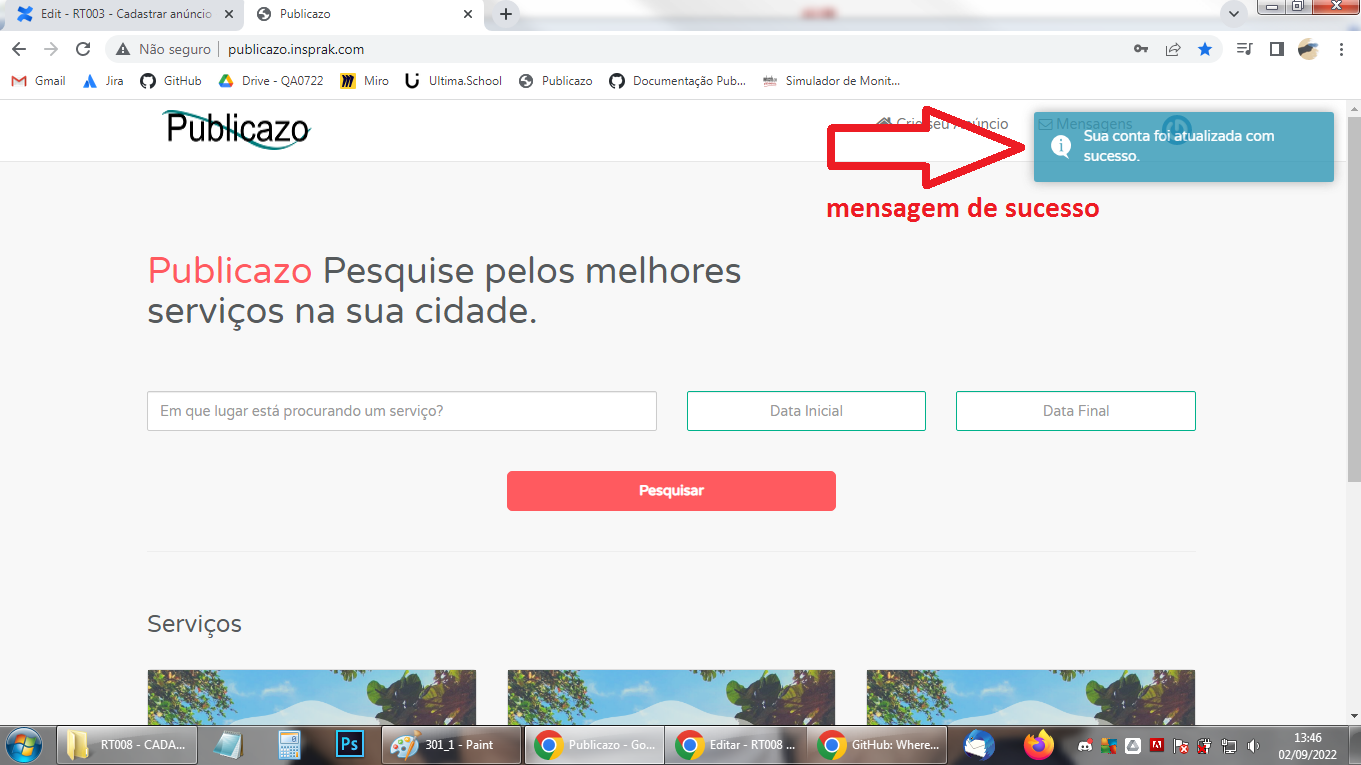 Edit - RT003 - Cadastrar anúncio
Publicazo
Não seguro
publicazo.insprak.com
Gmail
Jira
GitHub
Drive - QA0722
Miro
Ultima.School
Publicazo
Documentação Pub...
Simulador de Monit...
Publicazo
Crie seu Anúncio
Mensagens
Sua conta foi atualizada com
sucesso.
mensagem de sucesso
Publicazo Pesquise pelos melhores
serviços na sua cidade.
Em que lugar está procurando um serviço?
Data Inicial
Data Final
Pesquisar
Serviços
RT008 - CADA...
Ps
301_1 - Paint
Publicazo - Go...
Editar - RT008 ...
GitHub: Where...
13:46
02/09/2022